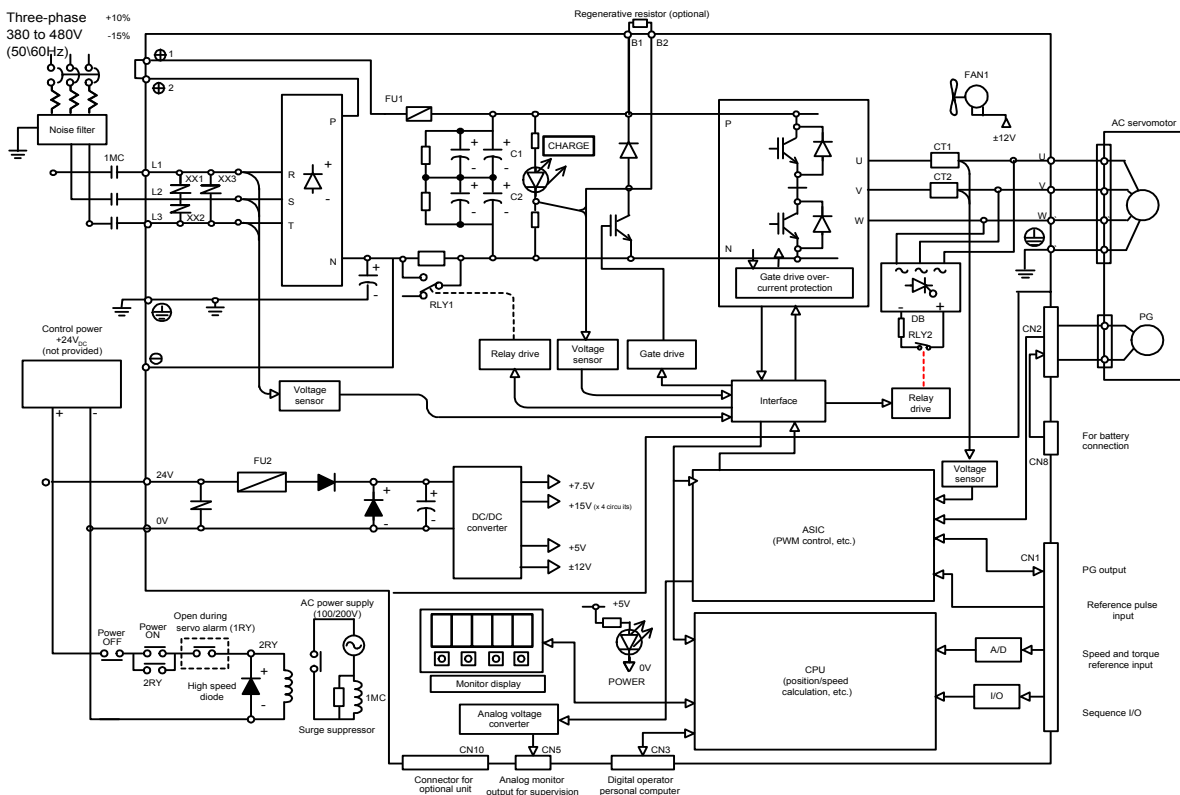 Three-phase +10%
380 to 480V -15%
(50\60Hz)
Regenerative resistor (optional)
B1 B2
1
2
FU1
FAN1
±12V
AC servomotor
Noise filter
P
CHARGE
C1
C2
P
U
V
W
CT1
CT2
U
V
W
1MC
L1
L2
L3
XX1
XX3
XX2
R
S
T
N
+
-
+
-
+
-
+
-
+
-
+
-
N
Gate drive over-
current protection
RLY1
- +
DB
RLY2
CN2
PG
Control power
+24VDC
(not provided)
+ -
Relay drive
Voltage
sensor
Gate drive
Voltage
sensor
Interface
Relay
drive
For battery
connection
CN8
24V
FU2
0V
+
-
+
-
DC/DC
converter
+7.5V
+15V (x 4 circuits)
+5V
±12V
Voltage
sensor
ASIC
(PWM control, etc.)
CN1
PG output
Reference pulse
input
Speed and torque
reference input
Sequence I/O
A/D
I/O
CPU
(position/speed
calculation, etc.)
AC power supply
(100/200V)
Open during
servo alarm (1RY)
Power
OFF
Power
ON
2RY
2RY
High speed
diode
+
-
1MC
Surge suppressor
Monitor display
+5V
0V
POWER
Analog voltage
converter
CN10
CN5
CN3
Connector for
optional unit
Analog monitor
output for supervision
Digital operator
personal computer